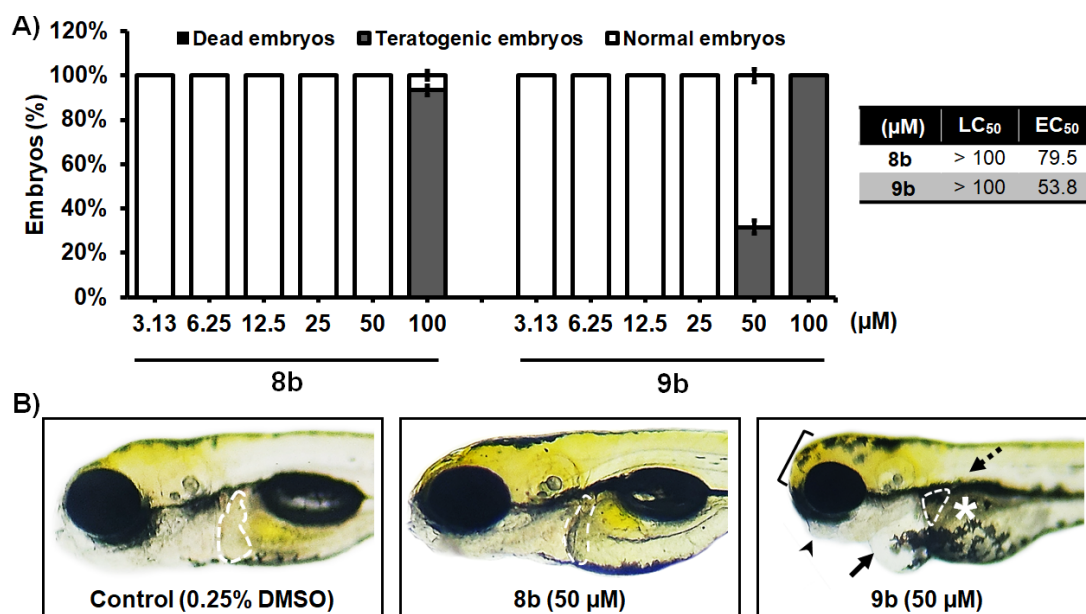 A)
120%
100%
80%
60%
40%
20%
0%
Embryos (%)
Dead embryos Teratogenic embryos Normal embryos
3.13 6.25 12.5 25 50 100 3.13 6.25 12.5 25 50 100 (µM)
8b 9b
(µM) LC50 EC50
8b > 100 79.5
9b > 100 53.8
B)
Control (0.25% DMSO) 8b (50 µM) 9b (50 µM)